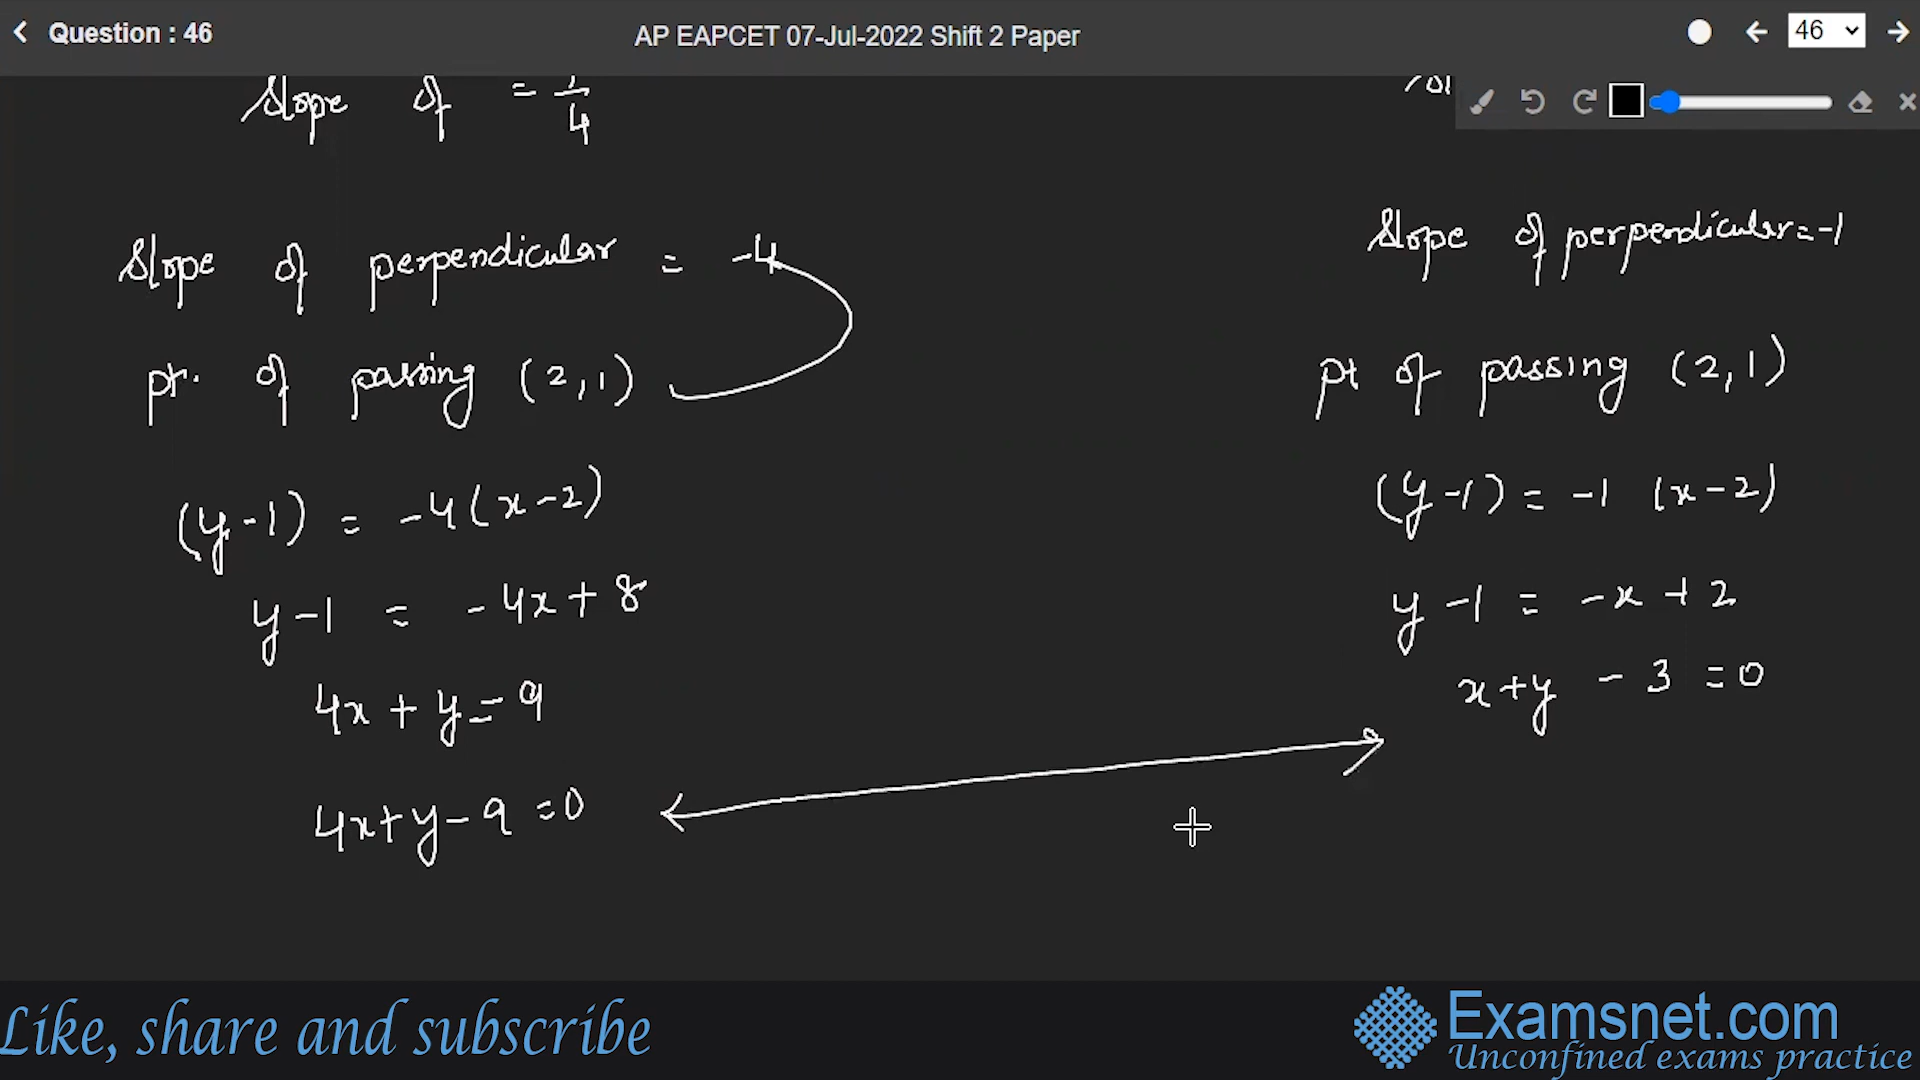 Question : 46
AP EAPCET 07-Jul-2022 Shift 2 Paper
46
Slope of = 1/4
Slope of perpendicular = -4
pt. of passing (2,1)
(y-1) = -4(x-2)
y-1 = -4x+8
4x+y=9
4x+y-9=0
Slope of perpendicular=-1
pt of passing (2,1)
(y-1) = -1 (x-2)
y-1 = -x+2
x+y-3=0
Like, share and subscribe
Examsnet.com
Unconfined exams practice